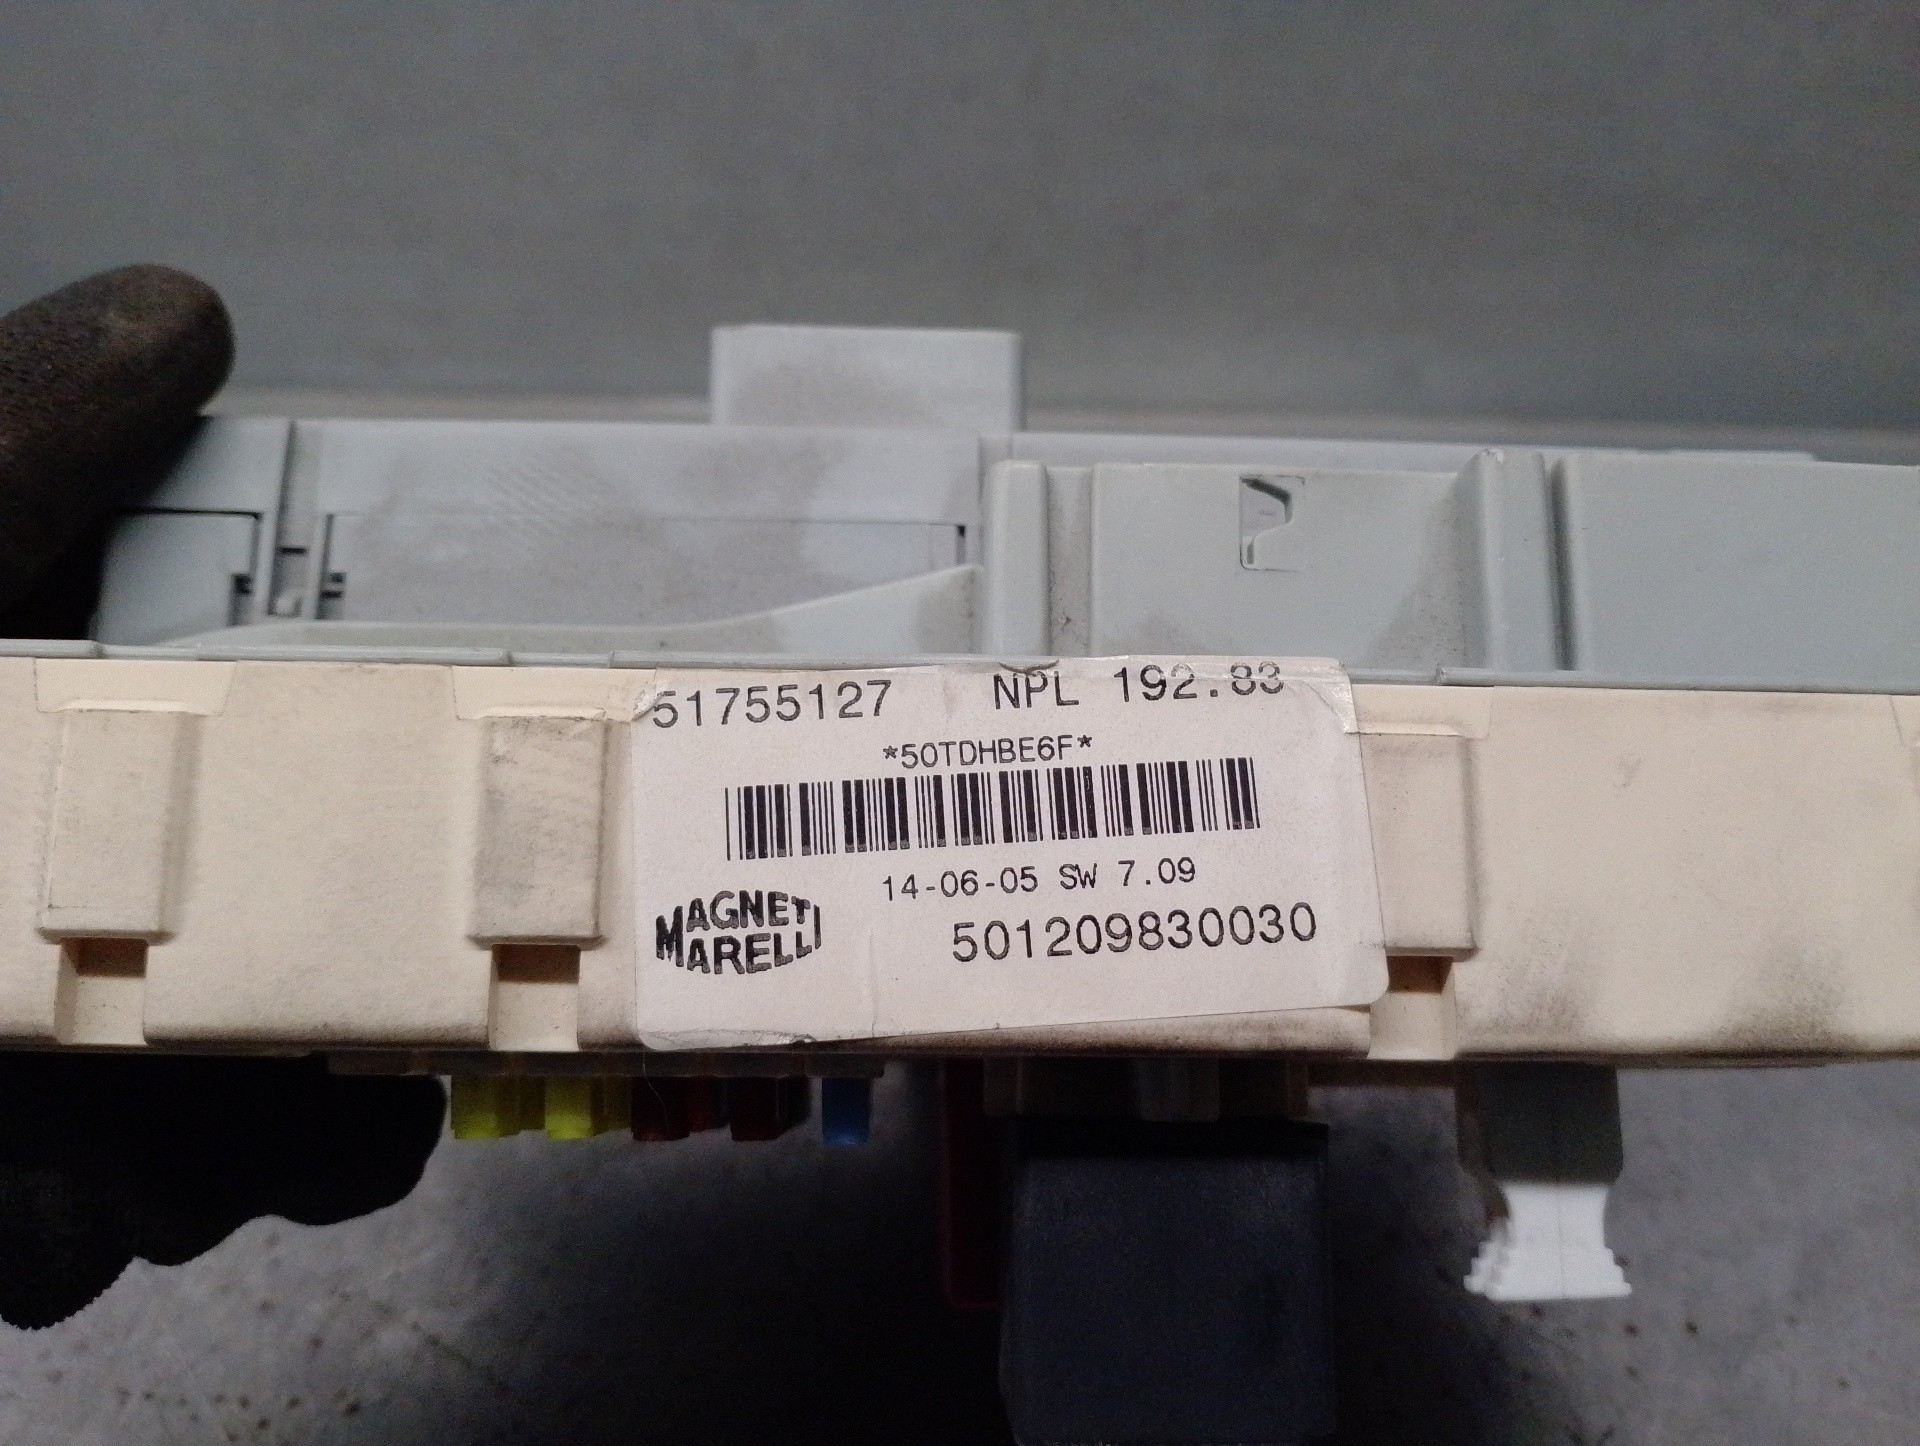 51755127 NPL 192.83
*50TDHBE6F*
14-06-05 SW 7.09
MAGNETI
MARELLI
501209830030